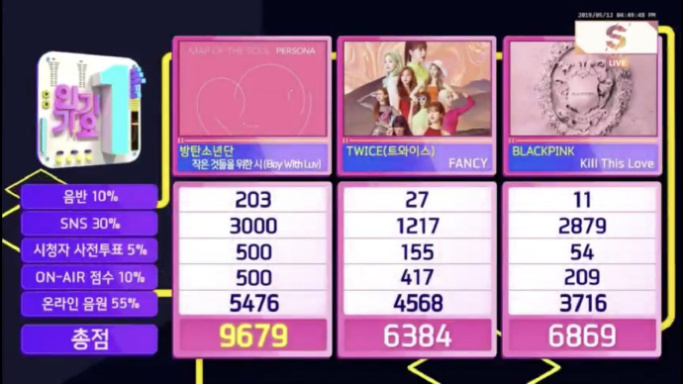 2019/05/12 04:49:48 PM
S
LIVE
인기가요
1
MAP OF THE SOUL PERSONA
방탄소년단
작은 것들을 위한 시 (Boy With Luv)
TWICE(트와이스)
FANCY
BLACKPINK
Kill This Love
음반 10% 203 27 11
SNS 30% 3000 1217 2879
시청자 사전투표 5% 500 155 54
ON-AIR 점수 10% 500 417 209
온라인 음원 55% 5476 4568 3716
총점 9679 6384 6869